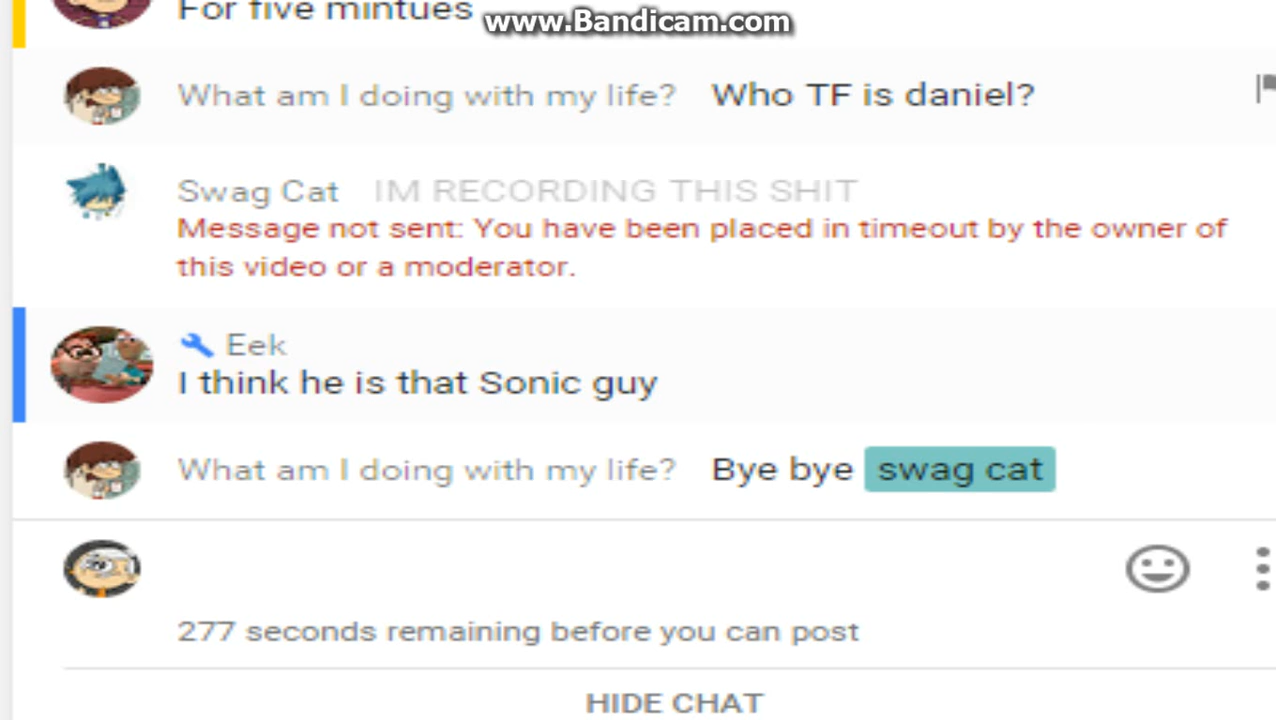 For five mintues
www.Bandicam.com
What am I doing with my life? Who TF is daniel?
Swag Cat IM RECORDING THIS SHIT
Message not sent: You have been placed in timeout by the owner of
this video or a moderator.
Eek
I think he is that Sonic guy
What am I doing with my life? Bye bye swag cat
277 seconds remaining before you can post
HIDE CHAT